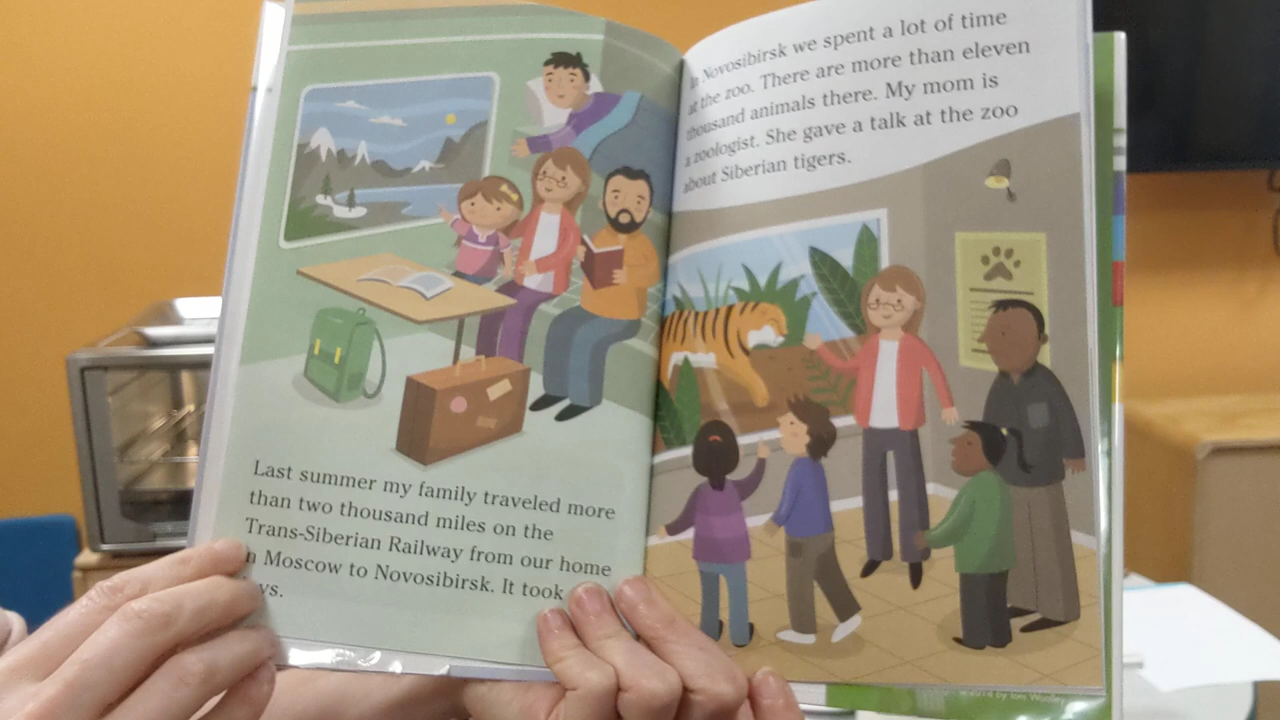 Last summer my family traveled more
than two thousand miles on the
Trans-Siberian Railway from our home
Moscow to Novosibirsk. It took
In Novosibirsk we spent a lot of time
at the zoo. There are more than eleven
thousand animals there. My mom is
a zoologist. She gave a talk at the zoo
about Siberian tigers.